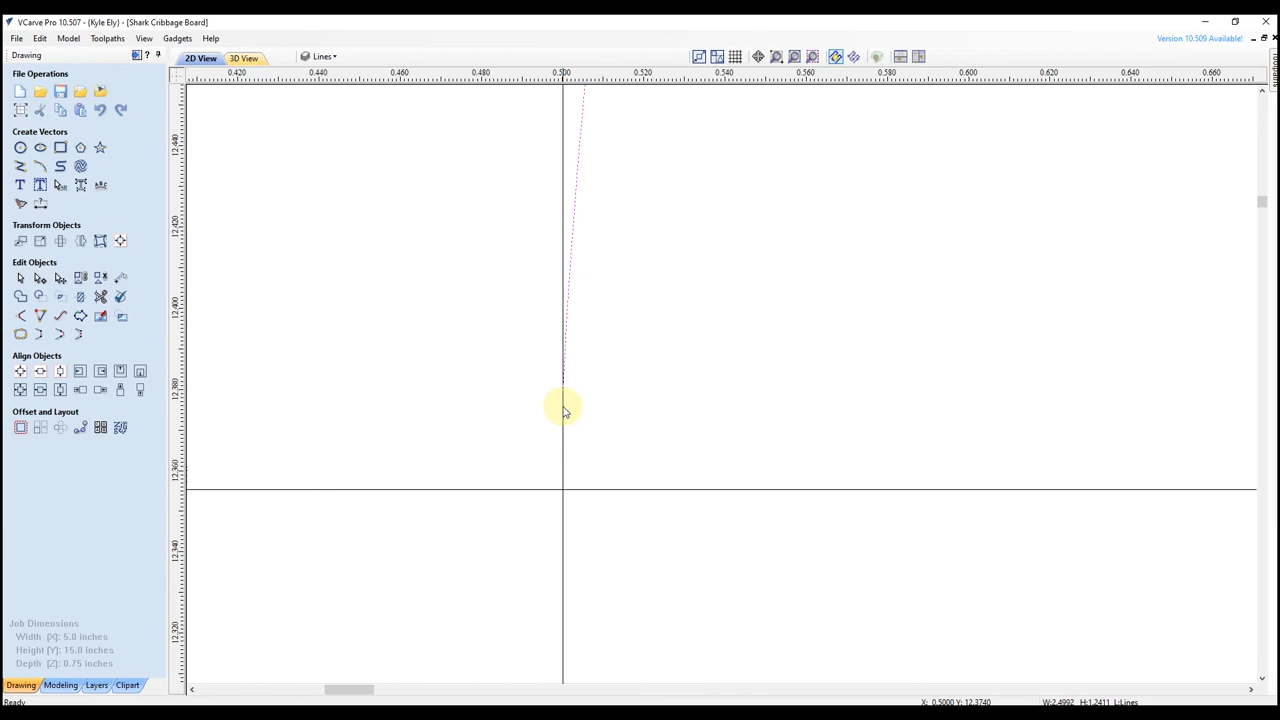 VCarve Pro 10.507 - {Kyle Ely} - [Shark Cribbage Board]
File Edit Model Toolpaths View Gadgets Help
Version 10.509 Available!
Drawing
2D View
3D View
Lines
File Operations
0.420 0.440 0.460 0.480 0.500 0.520 0.540 0.560 0.580 0.600 0.620 0.640 0.660
Create Vectors
12.440
12.420
12.400
12.380
12.360
12.340
12.320
Transform Objects
Edit Objects
Align Objects
Offset and Layout
Job Dimensions
Width [X]: 5.0 inches
Height [Y]: 15.0 inches
Depth [Z]: 0.75 inches
Drawing Modeling Layers Clipart
Ready
X: 0.5000 Y: 12.3740
W:2.4992 H:1.2411 L:Lines